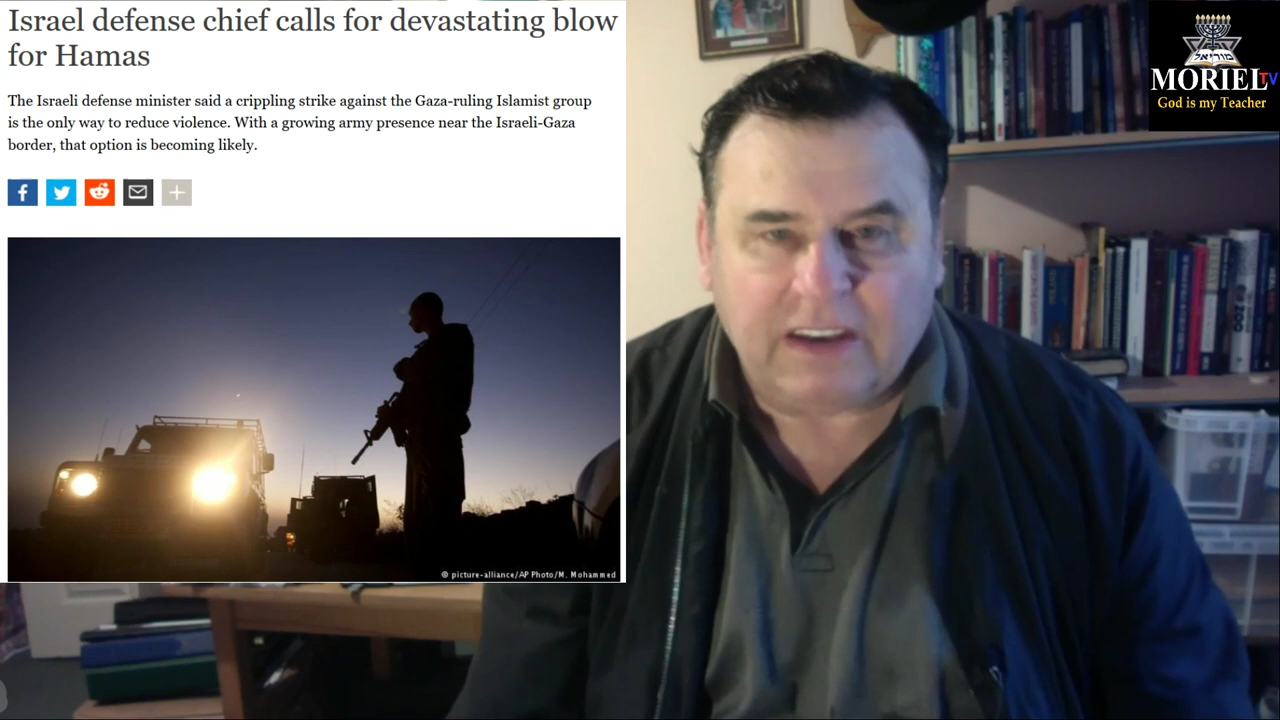 Israel defense chief calls for devastating blow
for Hamas
The Israeli defense minister said a crippling strike against the Gaza-ruling Islamist group
is the only way to reduce violence. With a growing army presence near the Israeli-Gaza
border, that option is becoming likely.
© picture-alliance/AP Photo/M. Mohammed
מוריאל
MORIEL TV
God is my Teacher